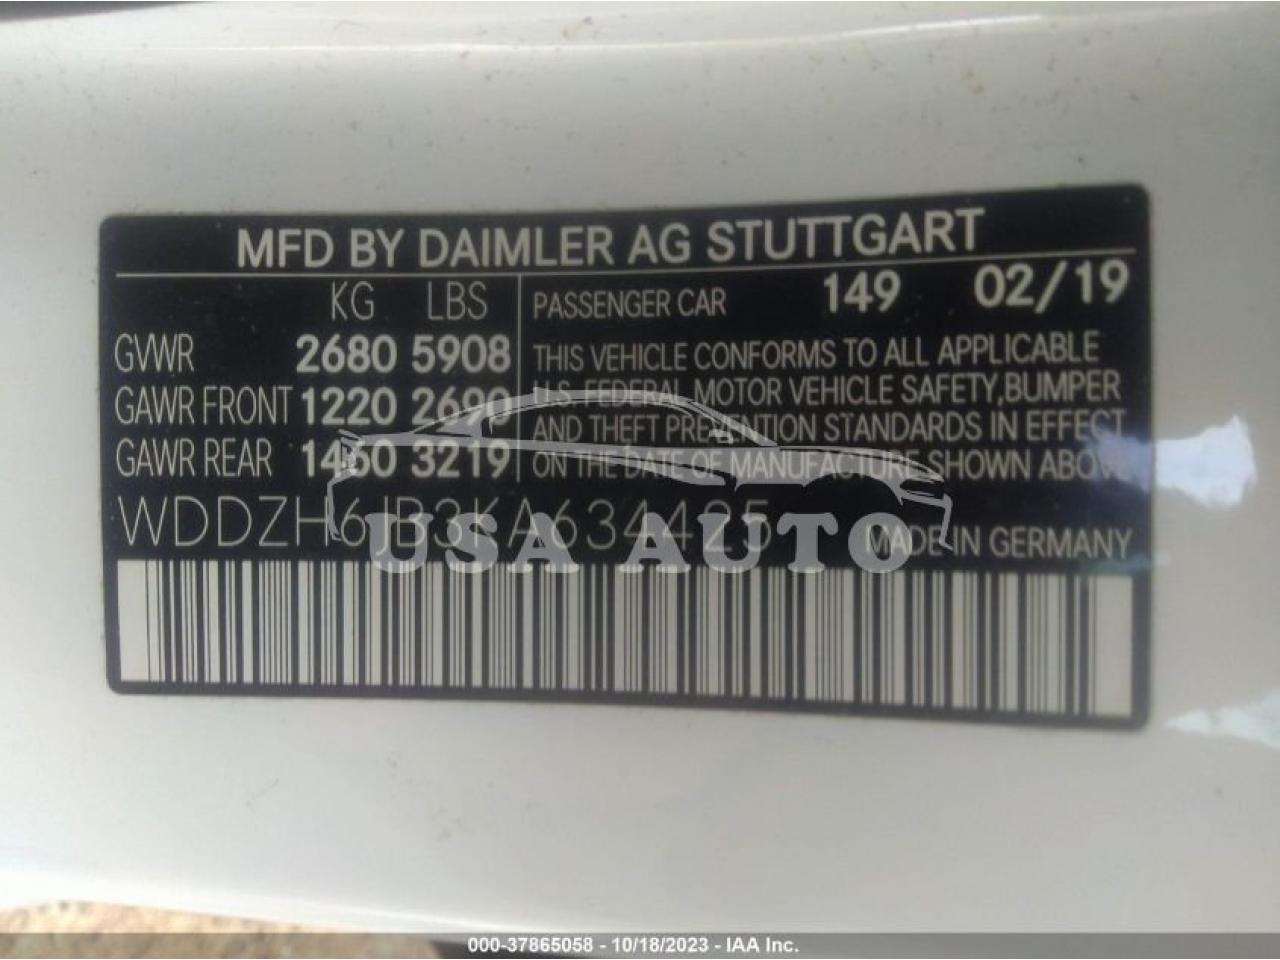 MFD BY DAIMLER AG STUTTGART
KG LBS
GVWR 2680 5908
GAWR FRONT 1220 2690
GAWR REAR 1460 3219
PASSENGER CAR 149 02/19
THIS VEHICLE CONFORMS TO ALL APPLICABLE
U.S. FEDERAL MOTOR VEHICLE SAFETY,BUMPER
AND THEFT PREVENTION STANDARDS IN EFFECT
ON THE DATE OF MANUFACTURE SHOWN ABOVE
WDDZH6JB3KA634425 MADE IN GERMANY
USA AUTO
000-37865058 - 10/18/2023 - IAA Inc.